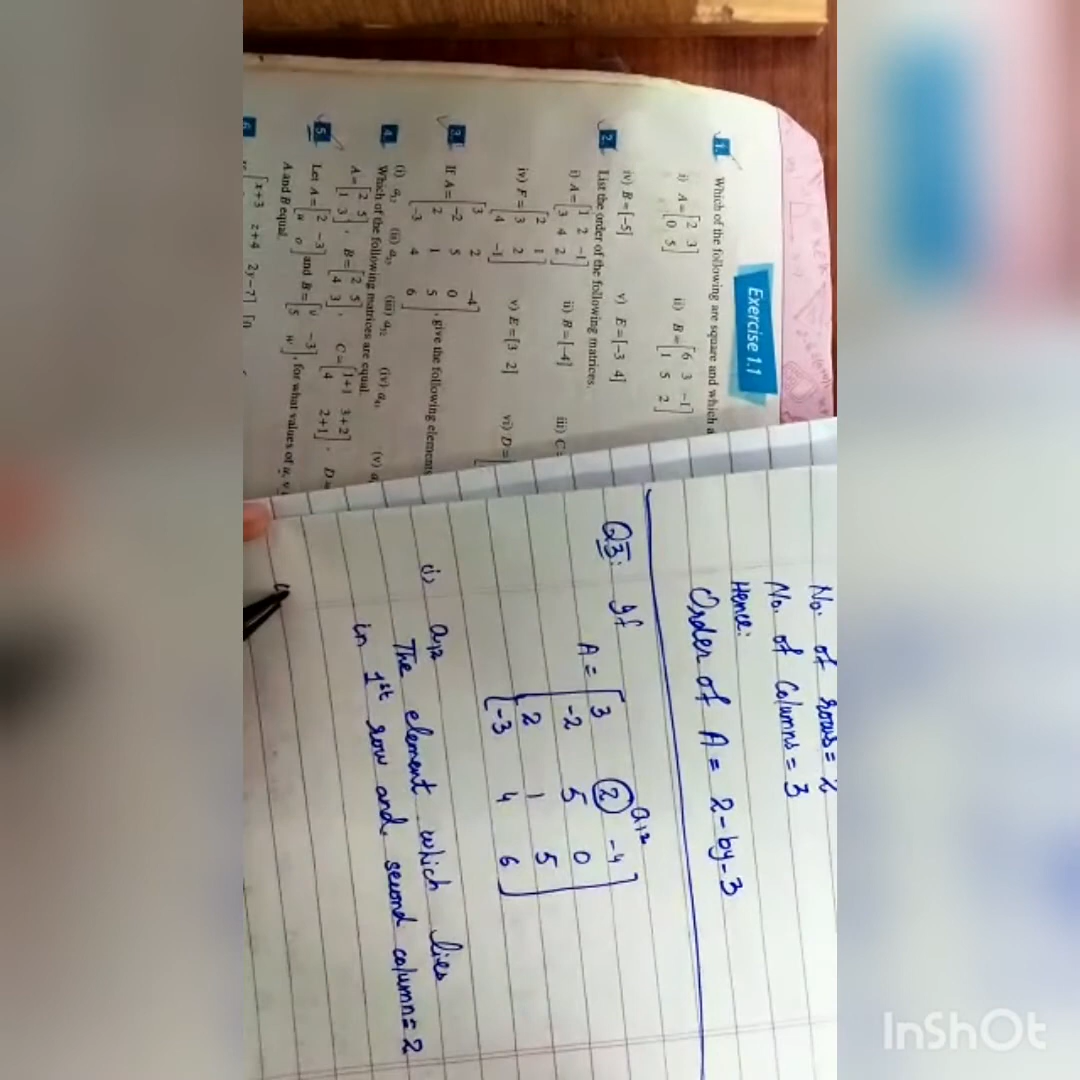 Exercise 1.1
1. Which of the following are square and which a
i) A = [2 3
0 5]
ii) B = [6 3 -1
1 5 2]
iv) B = [-5]
v) E = [-3 4]
2. List the order of the following matrices.
i) A = [1 2 -1
3 4 2]
ii) B = [-4]
iii) C =
iv) F = [2 1
3 2
4 -1]
v) E = [3 2]
vi) D = [
3. If A = [3 2 -4
-2 5 0
2 1 5
-3 4 6], give the following elements
(i) a12 (ii) a23 (iii) a32 (iv) a43 (v) a
4. Which of the following matrices are equal.
A = [2 5
1 3], B = [2 5
4 3], C = [1+1 3+2
4 2+1], D =
5. Let A = [2 -3
u 0] and B = [v -3
5 w], for what values of u, v
A and B equal.
6.
[x+3 z+4 2y-7] [0
No. of rows = 2
No. of Columns = 3
Hence:
Order of A = 2-by-3
Q3: If
a12
A = [3 2 -4
-2 5 0
2 1 5
-3 4 6]
i) a12
The element which lies
in 1st row and second column = 2
InShOt